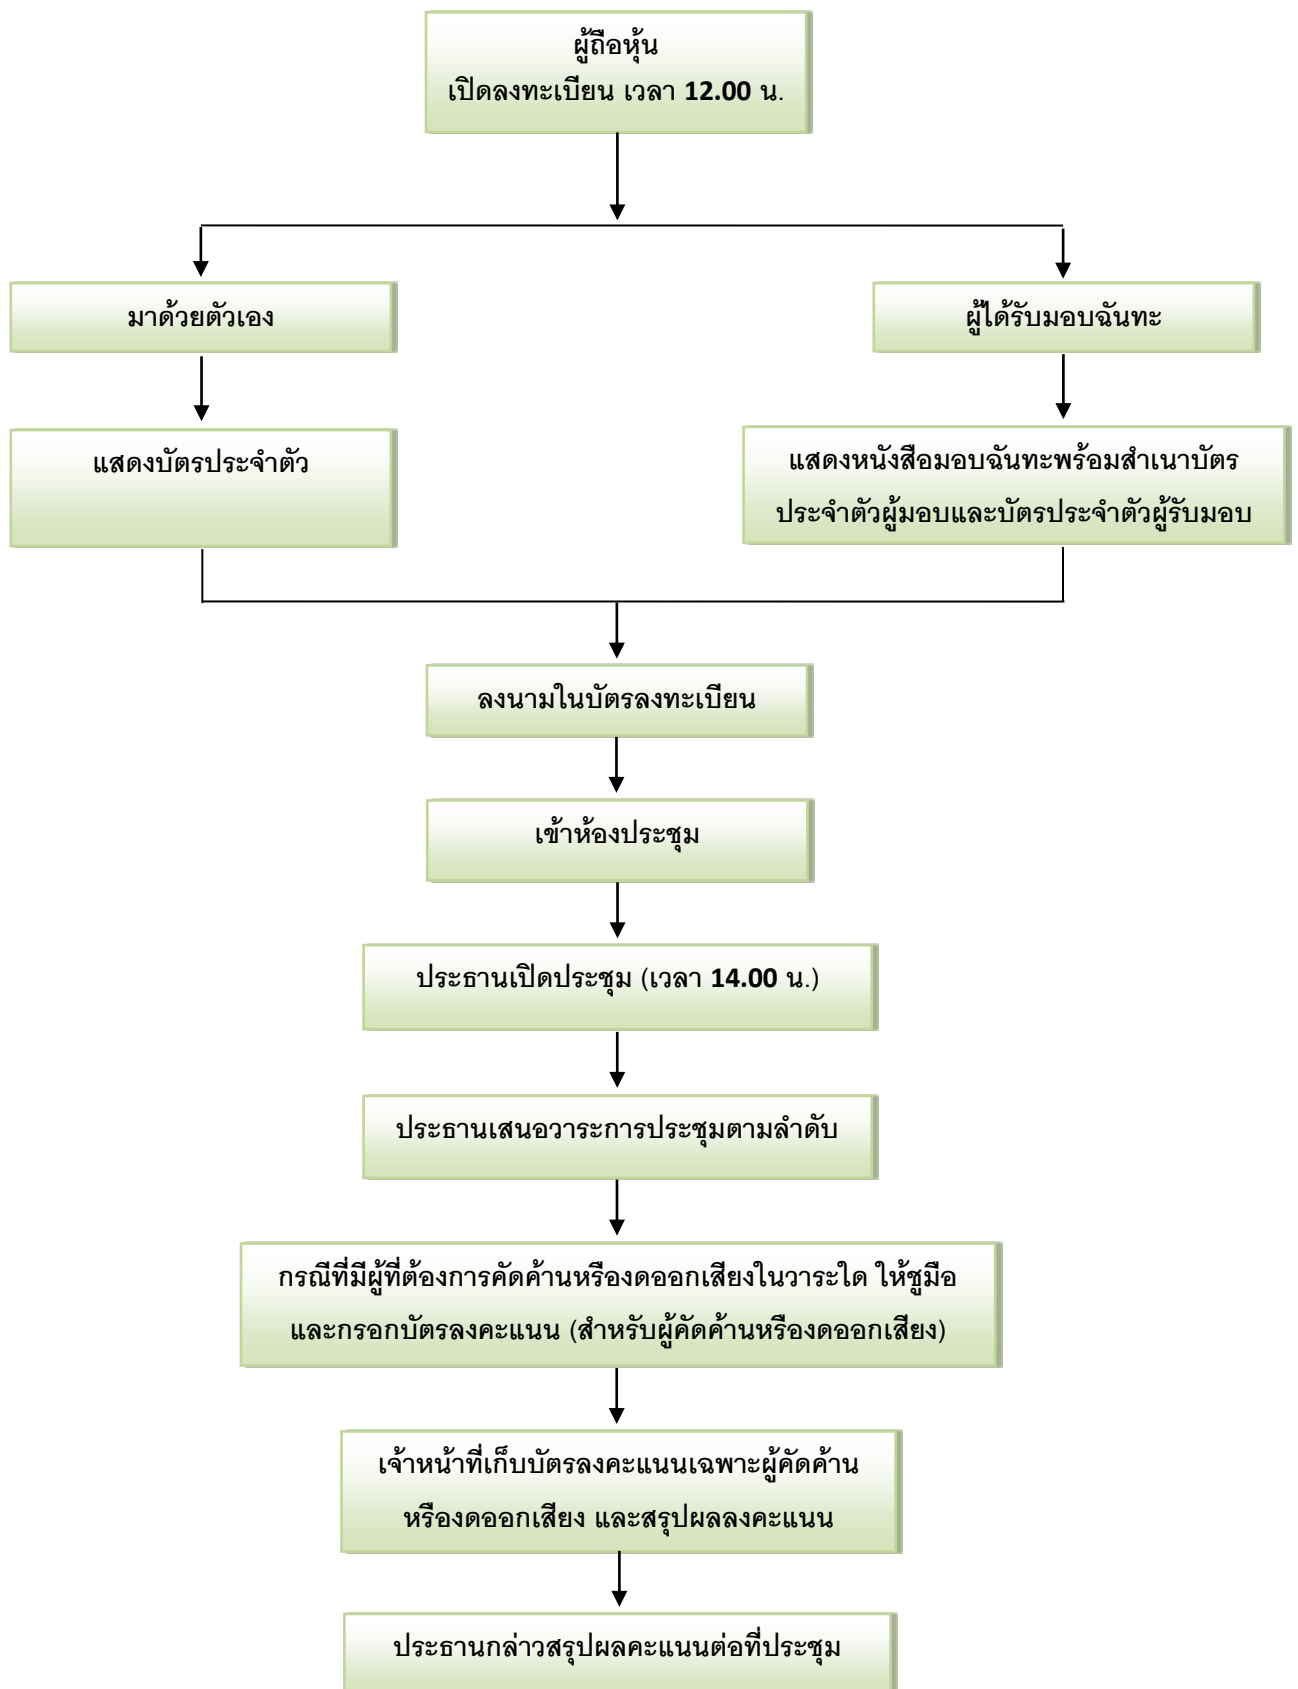 ผู้ถือหุ้น
เปิดลงทะเบียน เวลา 12.00 น.
มาด้วยตัวเอง
ผู้ได้รับมอบฉันทะ
แสดงบัตรประจำตัว
แสดงหนังสือมอบฉันทะพร้อมสำเนาบัตร
ประจำตัวผู้มอบและบัตรประจำตัวผู้รับมอบ
ลงนามในบัตรลงทะเบียน
เข้าห้องประชุม
ประธานเปิดประชุม (เวลา 14.00 น.)
ประธานเสนอวาระการประชุมตามลำดับ
กรณีที่มีผู้ที่ต้องการคัดค้านหรืองดออกเสียงในวาระใด ให้ชูมือ
และกรอกบัตรลงคะแนน (สำหรับผู้คัดค้านหรืองดออกเสียง)
เจ้าหน้าที่เก็บบัตรลงคะแนนเฉพาะผู้คัดค้าน
หรืองดออกเสียง และสรุปผลลงคะแนน
ประธานกล่าวสรุปผลคะแนนต่อที่ประชุม